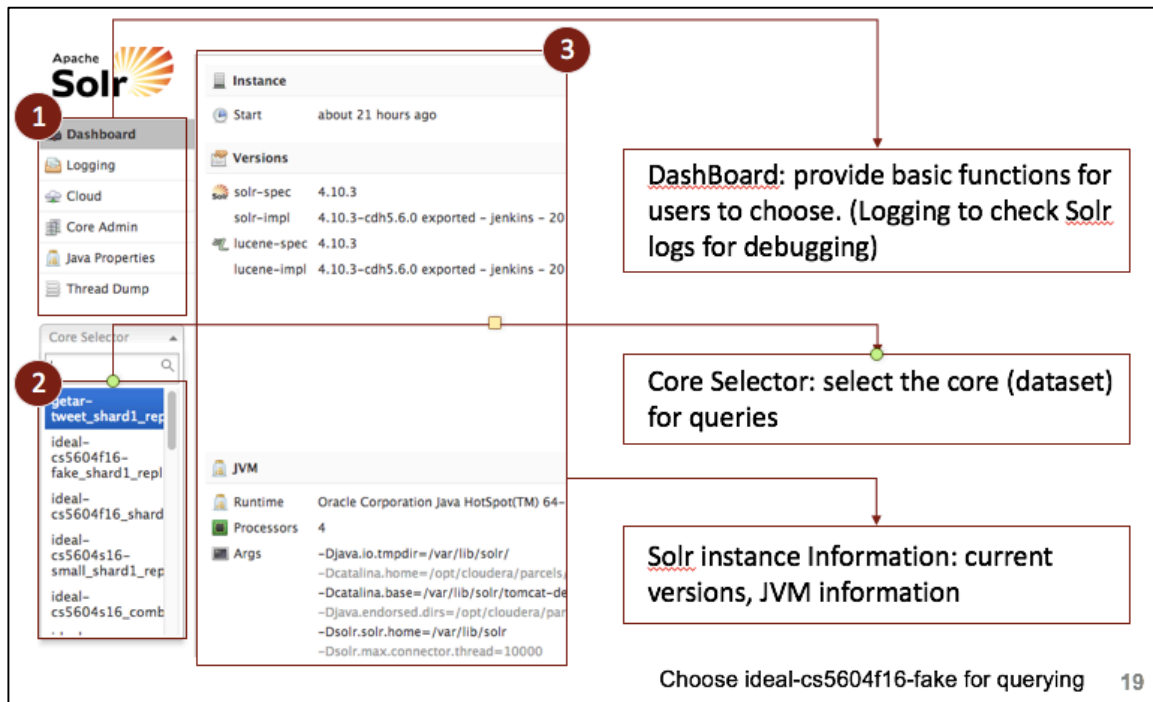 Apache
Solr
1
Dashboard
Logging
Cloud
Core Admin
Java Properties
Thread Dump
Core Selector
2
getar-
tweet_shard1_rep
ideal-
cs5604f16-
fake_shard1_repl
ideal-
cs5604f16_shard
ideal-
cs5604s16-
small_shard1_rep
ideal-
cs5604s16_comb
3
Instance
Start about 21 hours ago
Versions
solr-spec 4.10.3
solr-impl 4.10.3-cdh5.6.0 exported - jenkins - 20
lucene-spec 4.10.3
lucene-impl 4.10.3-cdh5.6.0 exported - jenkins - 20
JVM
Runtime Oracle Corporation Java HotSpot(TM) 64-
Processors 4
Args -Djava.io.tmpdir=/var/lib/solr/
-Dcatalina.home=/opt/cloudera/parcels/
-Dcatalina.base=/var/lib/solr/tomcat-de
-Djava.endorsed.dirs=/opt/cloudera/par
-Dsolr.solr.home=/var/lib/solr
-Dsolr.max.connector.thread=10000
DashBoard: provide basic functions for
users to choose. (Logging to check Solr
logs for debugging)
Core Selector: select the core (dataset)
for queries
Solr instance Information: current
versions, JVM information
Choose ideal-cs5604f16-fake for querying 19